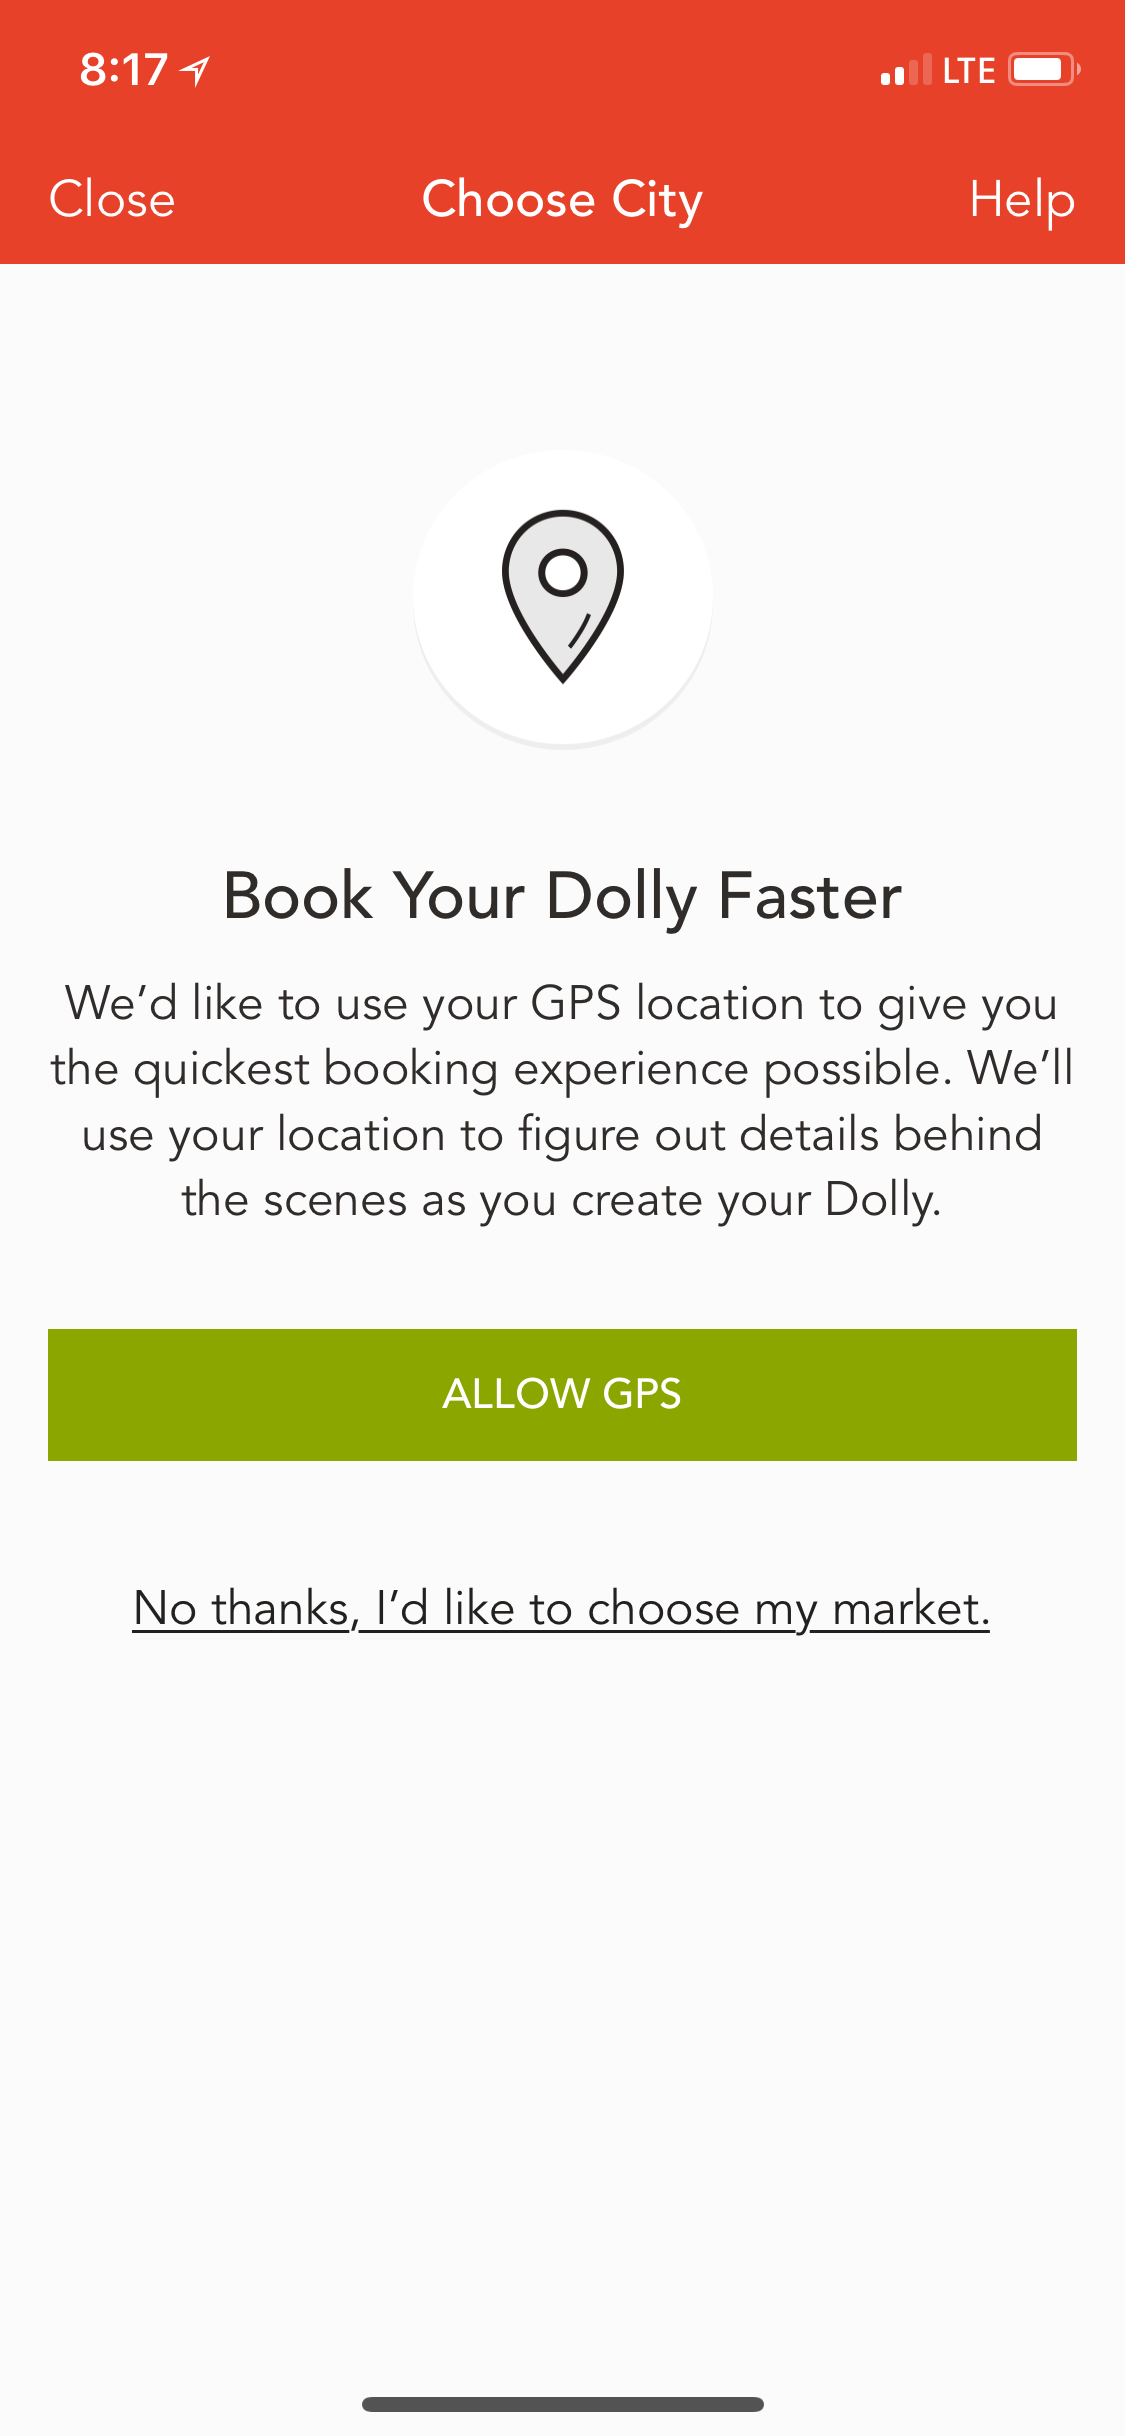 8:17
LTE
Close
Choose City
Help
Book Your Dolly Faster
We’d like to use your GPS location to give you
the quickest booking experience possible. We’ll
use your location to figure out details behind
the scenes as you create your Dolly.
ALLOW GPS
No thanks, I’d like to choose my market.